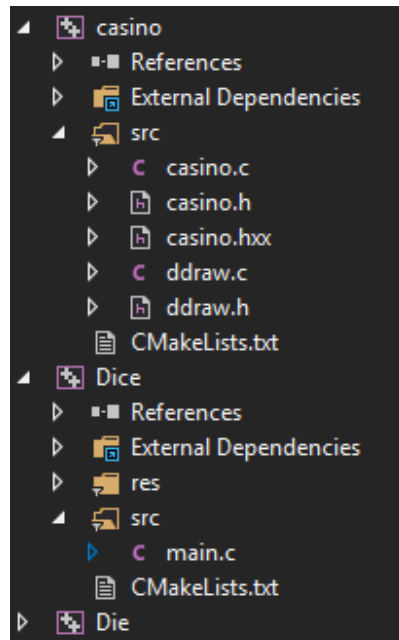 casino
References
External Dependencies
src
casino.c
casino.h
casino.hxx
ddraw.c
ddraw.h
CMakeLists.txt
Dice
References
External Dependencies
res
src
main.c
CMakeLists.txt
Die